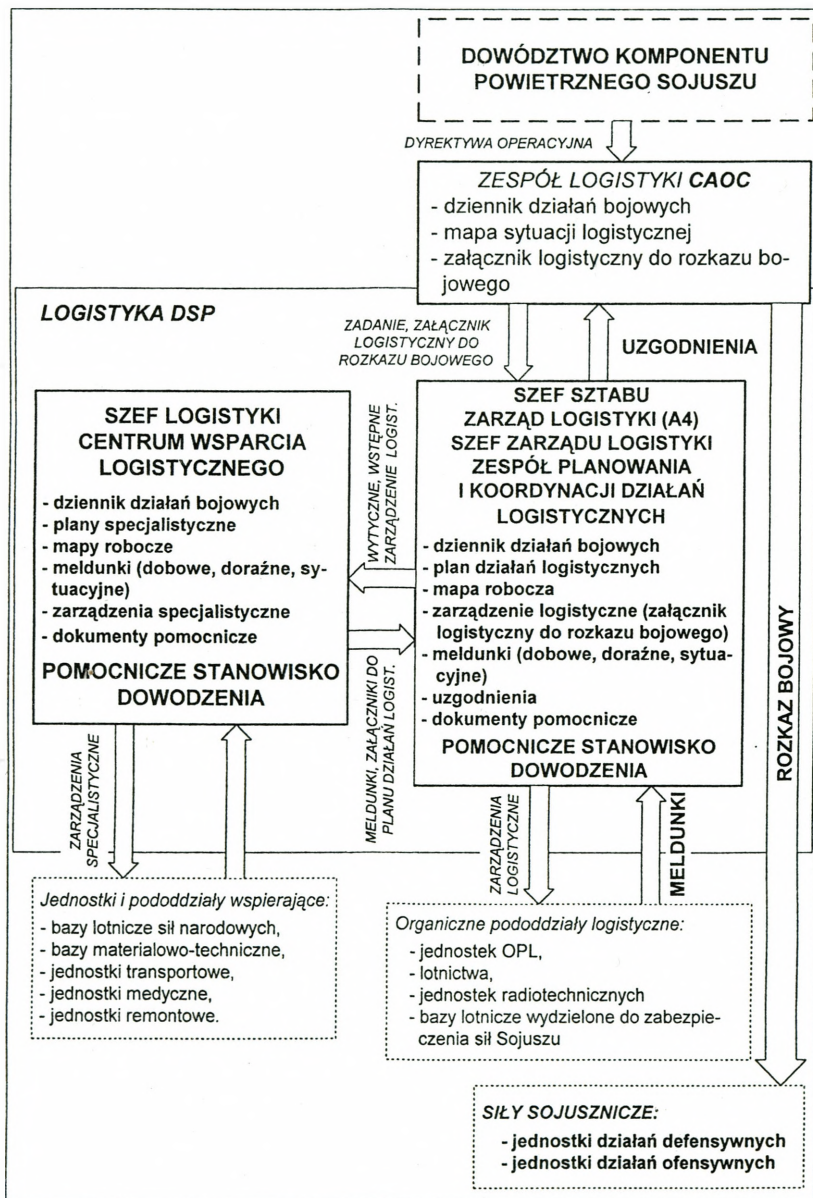 DOWÓDZTWO KOMPONENTU
POWIETRZNEGO SOJUSZU
DYREKTYWA OPERACYJNA
ZESPÓŁ LOGISTYKI CAOC
- dziennik działań bojowych
- mapa sytuacji logistycznej
- załącznik logistyczny do rozkazu bo-
jowego
LOGISTYKA DSP
ZADANIE, ZAŁĄCZNIK
LOGISTYCZNY DO
ROZKAZU BOJOWEGO
UZGODNIENIA
SZEF LOGISTYKI
CENTRUM WSPARCIA
LOGISTYCZNEGO
- dziennik działań bojowych
- plany specjalistyczne
- mapy robocze
- meldunki (dobowe, doraźne, sy-
tuacyjne)
- zarządzenia specjalistyczne
- dokumenty pomocnicze
POMOCNICZE STANOWISKO
DOWODZENIA
WYTYCZNE, WSTĘPNE
ZARZĄDZENIE LOGIST.
MELDUNKI, ZAŁĄCZNIKI DO
PLANU DZIAŁAŃ LOGIST.
SZEF SZTABU
ZARZĄD LOGISTYKI (A4)
SZEF ZARZĄDU LOGISTYKI
ZESPÓŁ PLANOWANIA
I KOORDYNACJI DZIAŁAŃ
LOGISTYCZNYCH
- dziennik działań bojowych
- plan działań logistycznych
- mapa robocza
- zarządzenie logistyczne (załącznik
logistyczny do rozkazu bojowego)
- meldunki (dobowe, doraźne, sytua-
cyjne)
- uzgodnienia
- dokumenty pomocnicze
POMOCNICZE STANOWISKO
DOWODZENIA
ROZKAZ BOJOWY
ZARZĄDZENIA
SPECJALISTYCZNE
ZARZĄDZENIA
LOGISTYCZNE
MELDUNKI
Jednostki i pododdziały wspierające:
- bazy lotnicze sił narodowych,
- bazy materialowo-techniczne,
- jednostki transportowe,
- jednostki medyczne,
- jednostki remontowe.
Organiczne pododdziały logistyczne:
- jednostek OPL,
- lotnictwa,
- jednostek radiotechnicznych
- bazy lotnicze wydzielone do zabezpie-
czenia sił Sojuszu
SIŁY SOJUSZNICZE:
- jednostki działań defensywnych
- jednostki działań ofensywnych